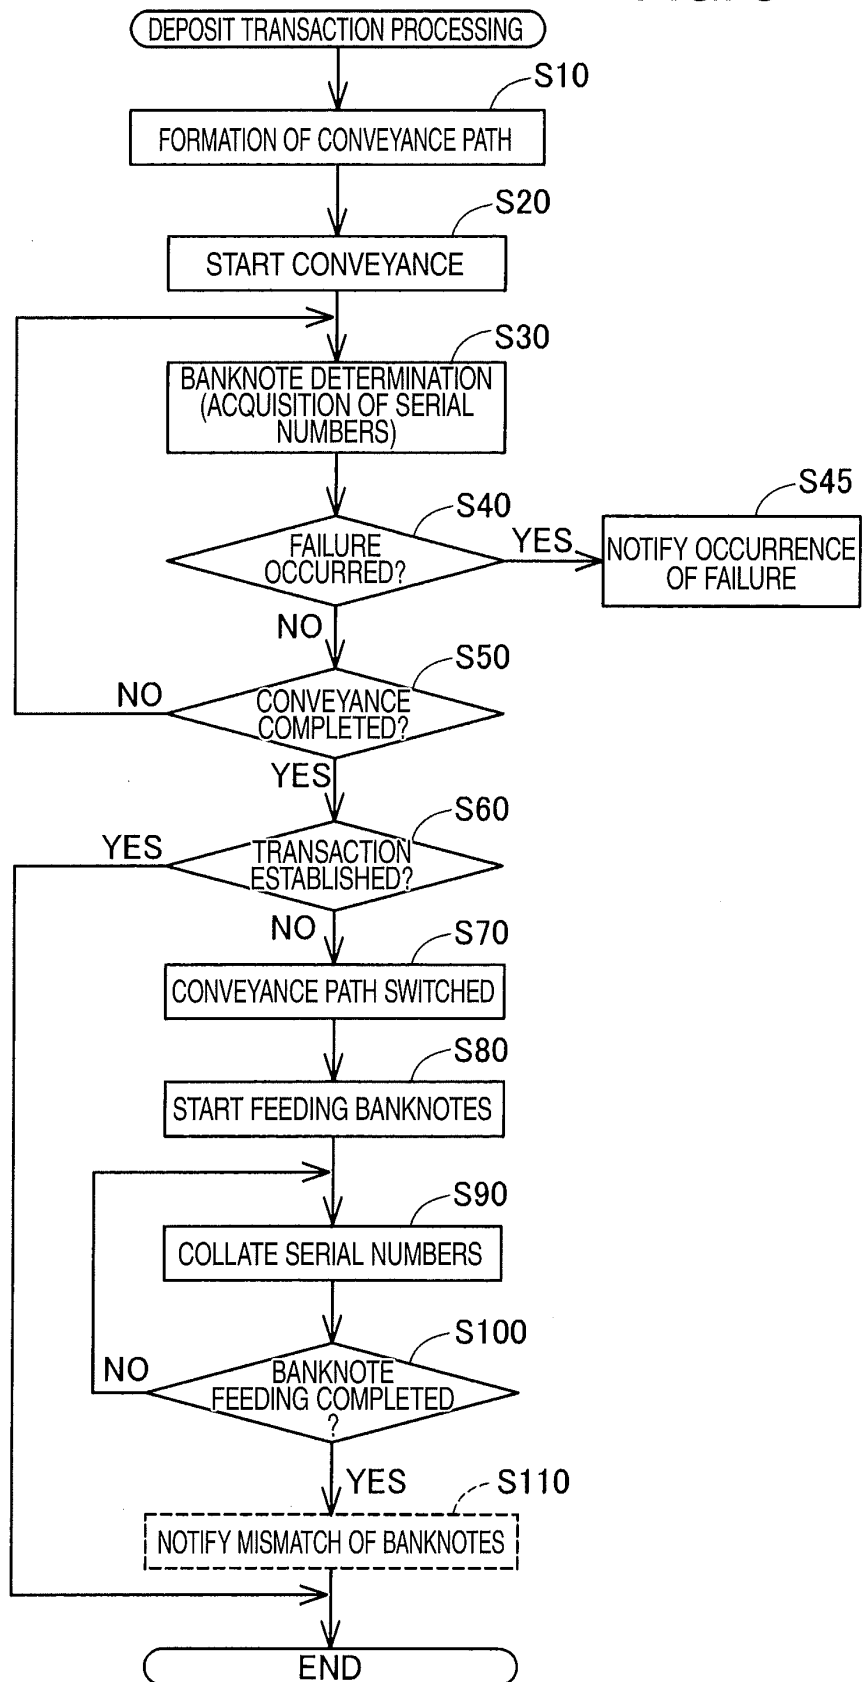 DEPOSIT TRANSACTION PROCESSING
S10
FORMATION OF CONVEYANCE PATH
S20
START CONVEYANCE
S30
BANKNOTE DETERMINATION
(ACQUISITION OF SERIAL
NUMBERS)
S40
FAILURE
OCCURRED?
YES
S45
NOTIFY OCCURRENCE
OF FAILURE
NO
S50
CONVEYANCE
COMPLETED?
NO
YES
S60
TRANSACTION
ESTABLISHED?
YES
NO
S70
CONVEYANCE PATH SWITCHED
S80
START FEEDING BANKNOTES
S90
COLLATE SERIAL NUMBERS
S100
BANKNOTE
FEEDING COMPLETED
?
NO
YES
S110
NOTIFY MISMATCH OF BANKNOTES
END